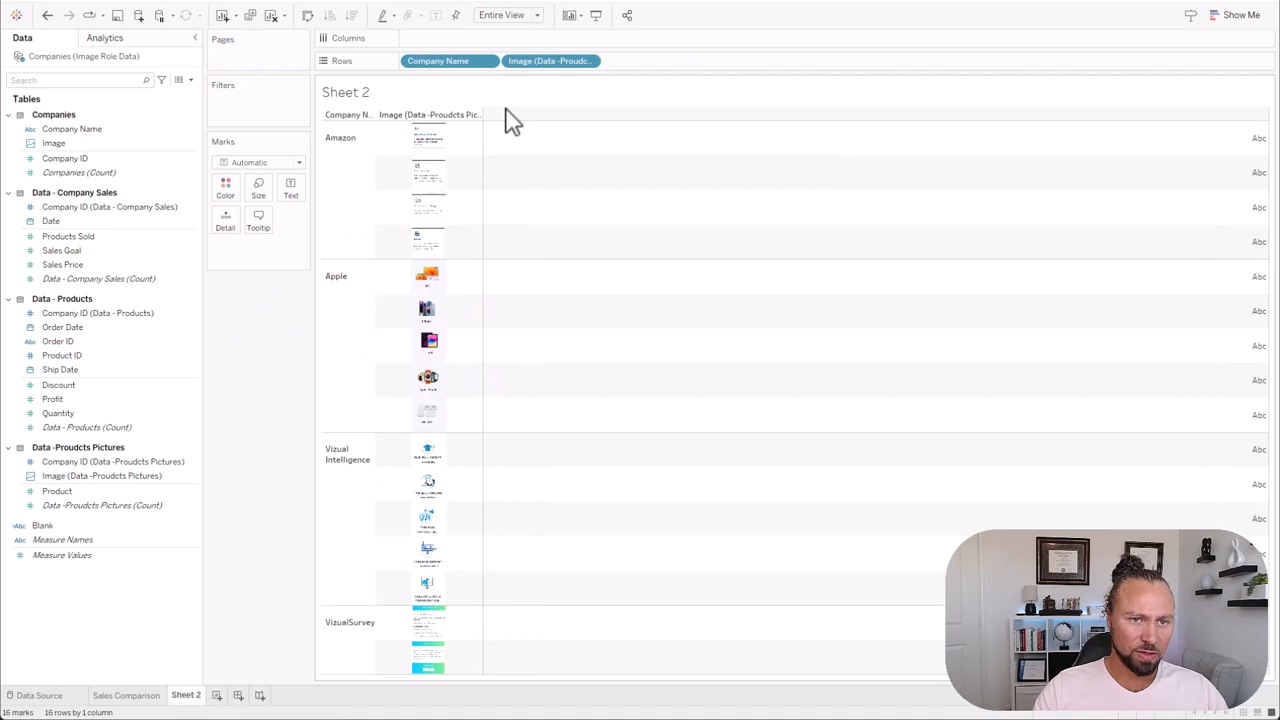 Entire View
Show Me
Data
Analytics
Pages
Columns
Companies (Image Role Data)
Rows
Company Name
Image (Data -Proudc..
Search
Filters
Tables
Sheet 2
Companies
Company N..
Image (Data -Proudcts Pic..
Abc Company Name
Amazon
Abc
Image
Marks
# Company ID
Automatic
# Companies (Count)
Abc
Data - Company Sales
Color
Size
Text
# Company ID (Data - Company Sales)
Abc
Date
Detail
Tooltip
# Products Sold
Abc
# Sales Goal
# Sales Price
Apple
Abc
# Data - Company Sales (Count)
Data - Products
# Company ID (Data - Products)
Abc
Order Date
Abc Order ID
Abc
Product ID
Ship Date
# Discount
Abc
# Profit
# Quantity
Abc
# Data - Products (Count)
Data -Proudcts Pictures
Vizual
Intelligence
Abc
# Company ID (Data -Proudcts Pictures)
Image (Data -Proudcts Pictures)
Abc
# Product
# Data -Proudcts Pictures (Count)
Abc
=Abc Blank
Abc Measure Names
# Measure Values
VizualSurvey
Data Source
Sales Comparison
Sheet 2
16 marks
16 rows by 1 column